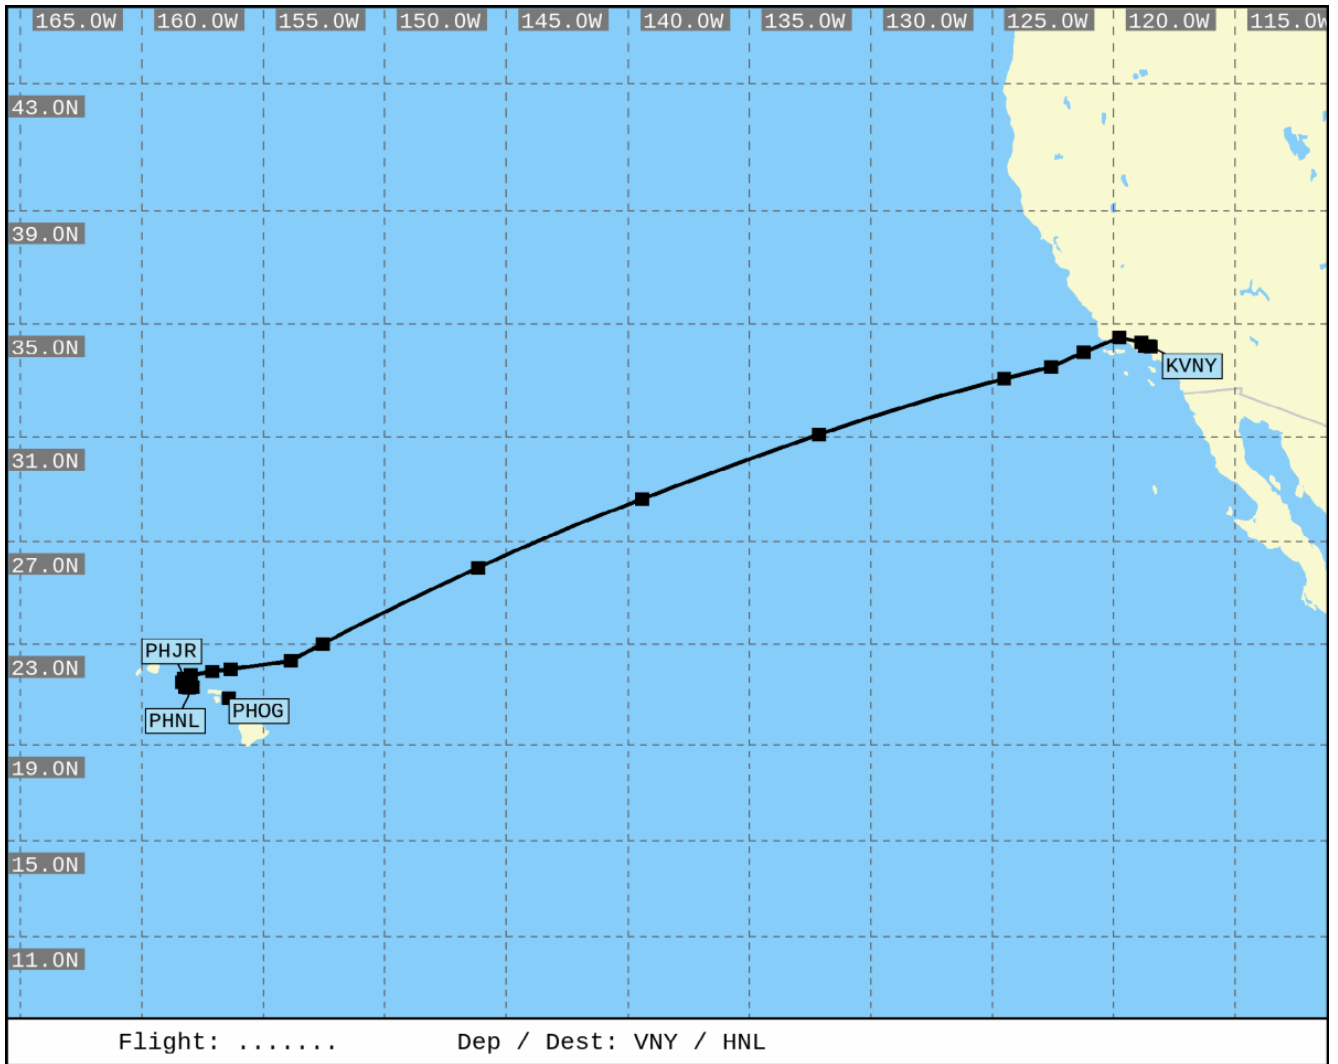 165.0W 160.0W 155.0W 150.0W 145.0W 140.0W 135.0W 130.0W 125.0W 120.0W 115.0W
43.0N
39.0N
35.0N
KVNY
31.0N
27.0N
PHJR
23.0N
PHOG
PHNL
19.0N
15.0N
11.0N
Flight: ....... Dep / Dest: VNY / HNL